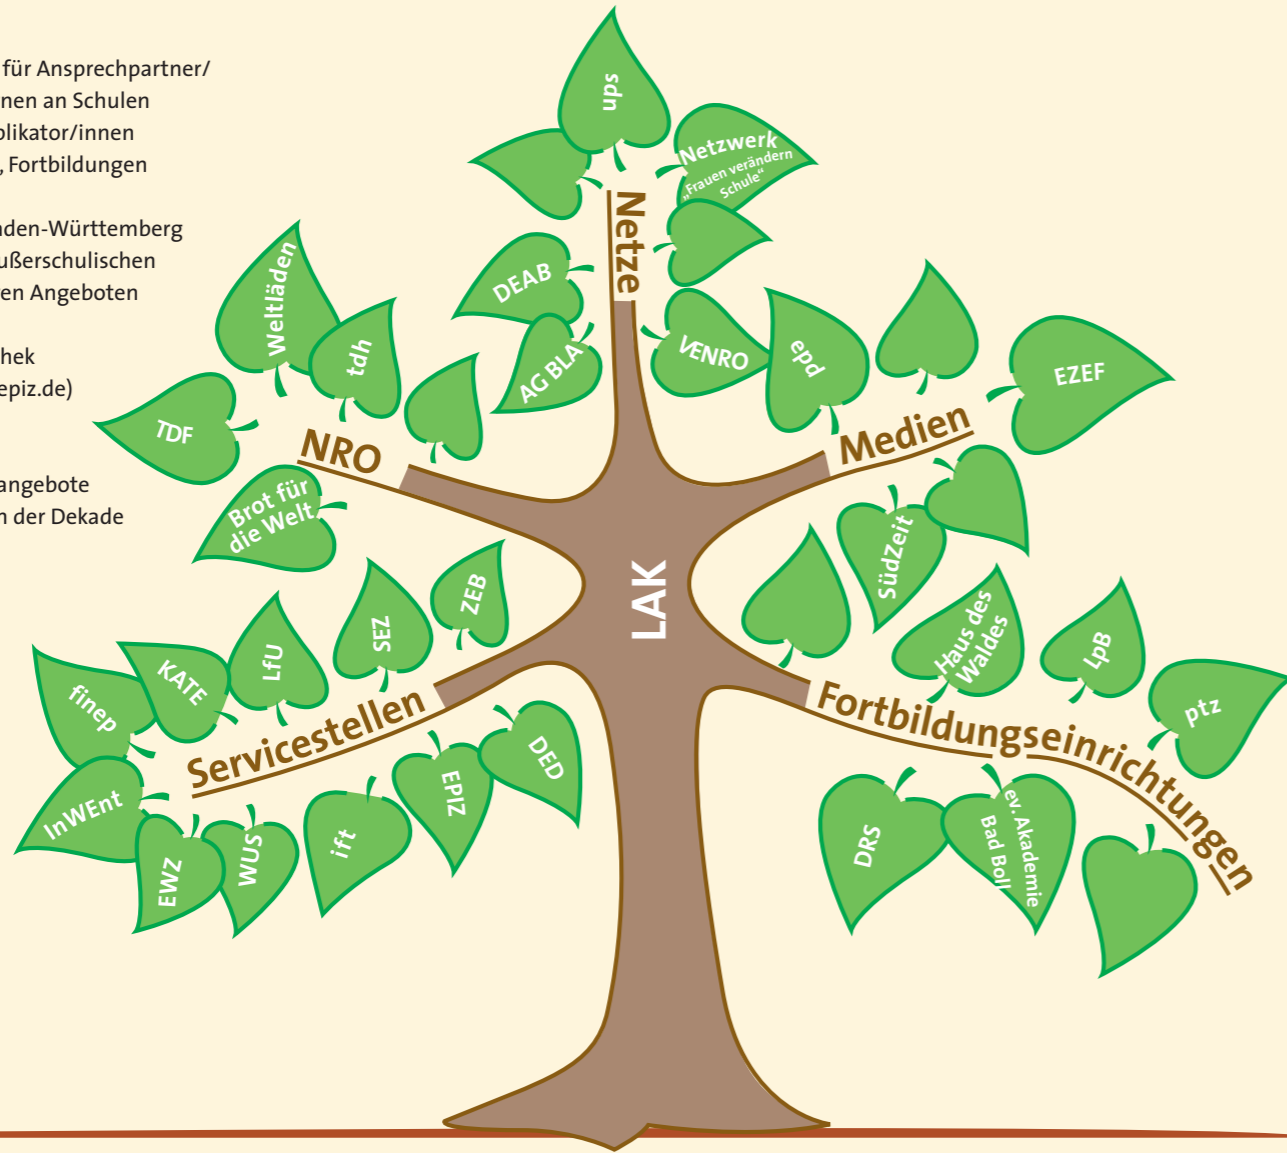 für Ansprechpartner/
nen an Schulen
plikator/innen
, Fortbildungen
den-Württemberg
ußerschulischen
en Angeboten
hek
epiz.de)
angebote
n der Dekade
ups
Netzwerk
„Frauen verändern
Schule“
Netze
DEAB
AG BLA
VENRO
Weltläden
tdh
TDF
NRO
Brot für
die Welt
epd
EZEF
Medien
SüdZeit
LAK
ZEB
SEZ
LfU
KATE
finep
Servicestellen
InWEnt
EWZ
WUS
ift
EPIZ
DED
Haus des
Waldes
LpB
ptz
Fortbildungseinrichtungen
DRS
ev. Akademie
Bad Boll